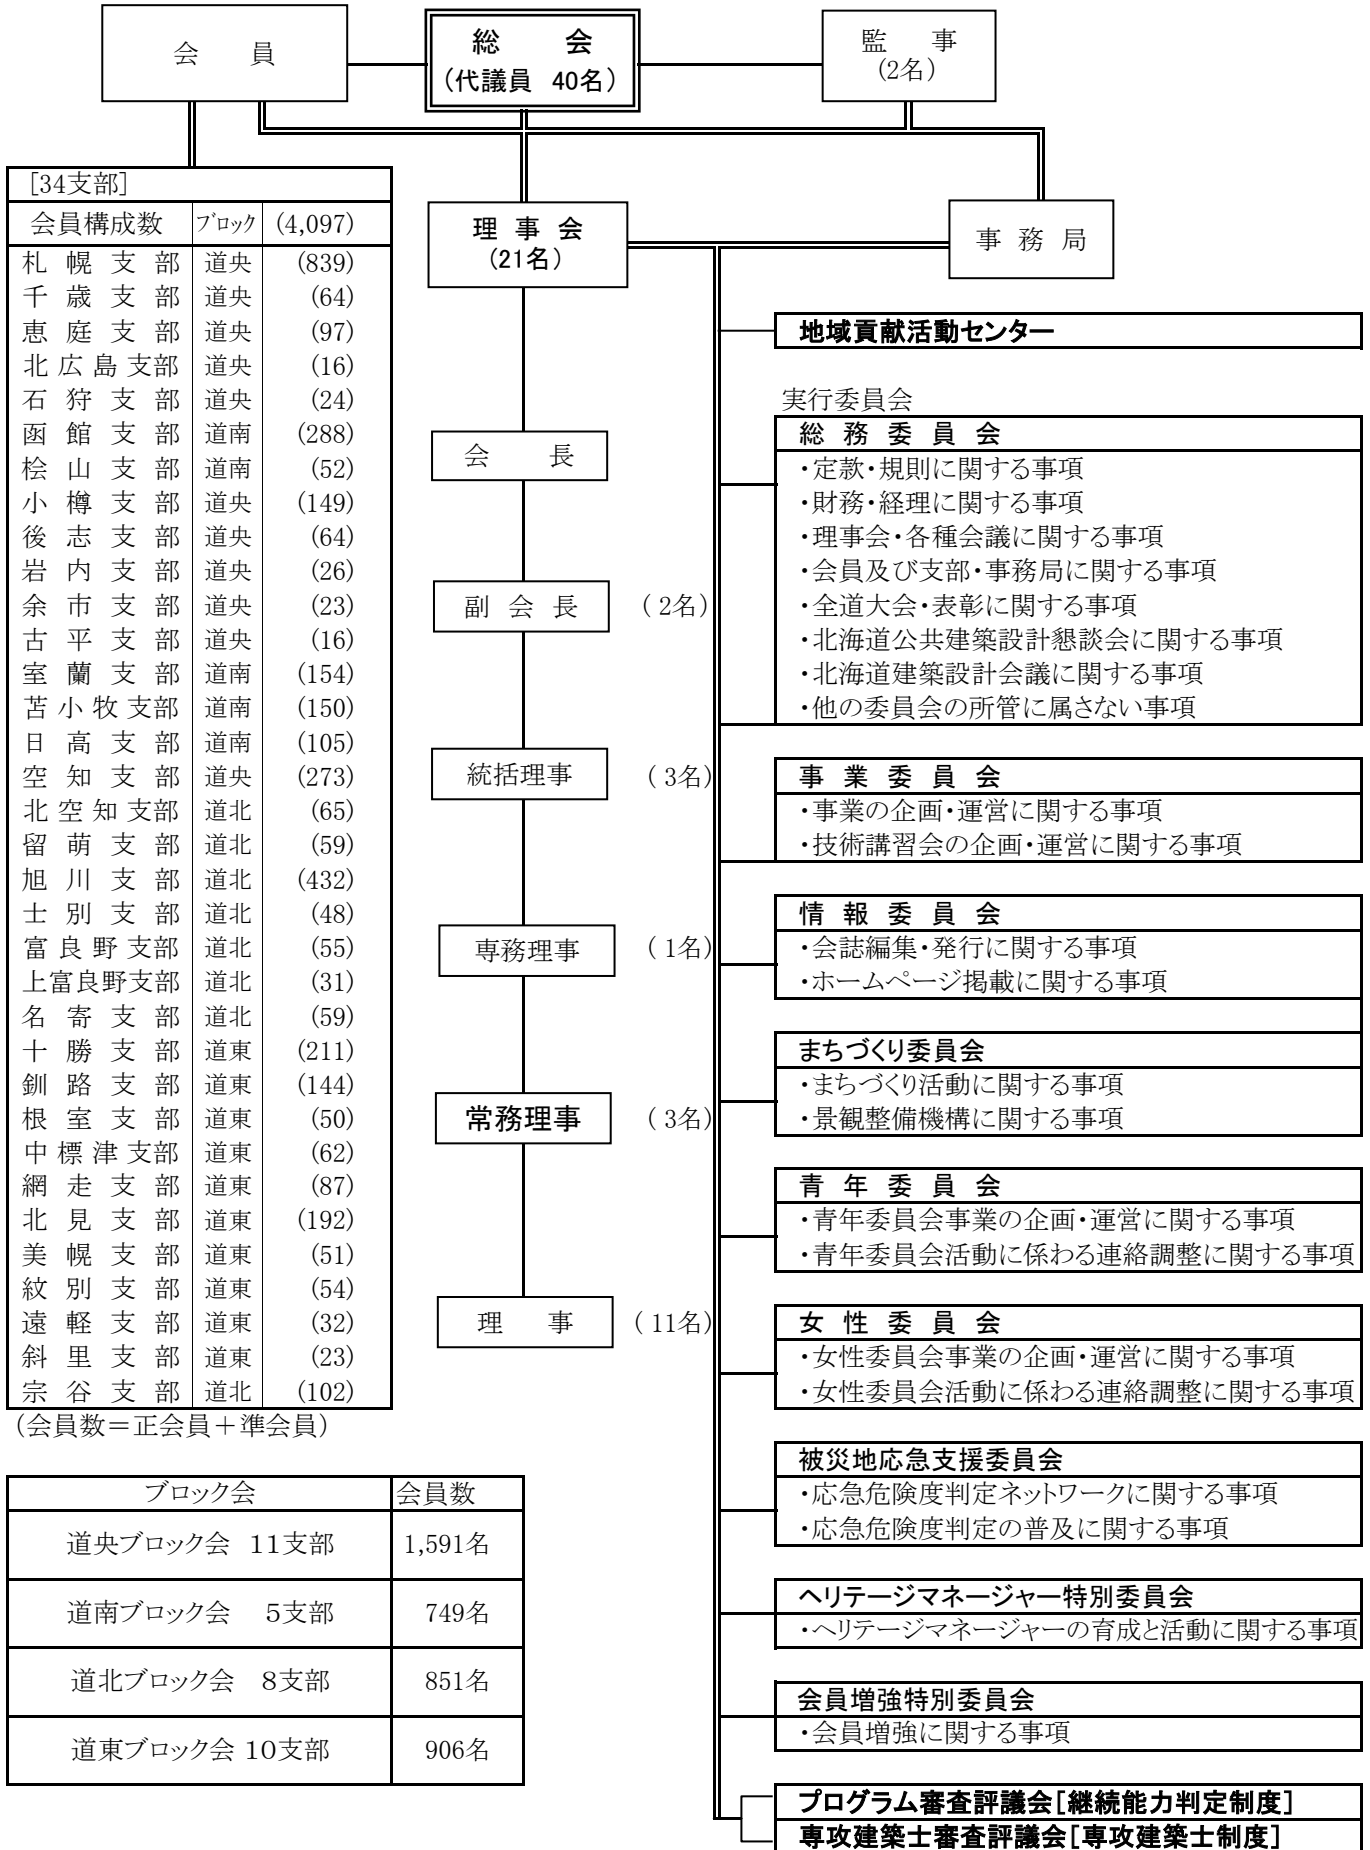 会員
総会
(代議員 40名)
監事
(2名)
[34支部]
会員構成数 ブロック (4,097)
札幌支部 道央 (839)
千歳支部 道央 (64)
恵庭支部 道央 (97)
北広島支部 道央 (16)
石狩支部 道央 (24)
函館支部 道南 (288)
桧山支部 道南 (52)
小樽支部 道央 (149)
後志支部 道央 (64)
岩内支部 道央 (26)
余市支部 道央 (23)
古平支部 道央 (16)
室蘭支部 道南 (154)
苫小牧支部 道南 (150)
日高支部 道南 (105)
空知支部 道央 (273)
北空知支部 道北 (65)
留萌支部 道北 (59)
旭川支部 道北 (432)
士別支部 道北 (48)
富良野支部 道北 (55)
上富良野支部 道北 (31)
名寄支部 道北 (59)
十勝支部 道東 (211)
釧路支部 道東 (144)
根室支部 道東 (50)
中標津支部 道東 (62)
網走支部 道東 (87)
北見支部 道東 (192)
美幌支部 道東 (51)
紋別支部 道東 (54)
遠軽支部 道東 (32)
斜里支部 道東 (23)
宗谷支部 道北 (102)
(会員数=正会員+準会員)
ブロック会 会員数
道央ブロック会 11支部 1,591名
道南ブロック会 5支部 749名
道北ブロック会 8支部 851名
道東ブロック会 10支部 906名
理事会
(21名)
会長
副会長 (2名)
統括理事 (3名)
専務理事 (1名)
常務理事 (3名)
理事 (11名)
事務局
地域貢献活動センター
実行委員会
総務委員会
・定款・規則に関する事項
・財務・経理に関する事項
・理事会・各種会議に関する事項
・会員及び支部・事務局に関する事項
・全道大会・表彰に関する事項
・北海道公共建築設計懇談会に関する事項
・北海道建築設計会議に関する事項
・他の委員会の所管に属さない事項
事業委員会
・事業の企画・運営に関する事項
・技術講習会の企画・運営に関する事項
情報委員会
・会誌編集・発行に関する事項
・ホームページ掲載に関する事項
まちづくり委員会
・まちづくり活動に関する事項
・景観整備機構に関する事項
青年委員会
・青年委員会事業の企画・運営に関する事項
・青年委員会活動に係わる連絡調整に関する事項
女性委員会
・女性委員会事業の企画・運営に関する事項
・女性委員会活動に係わる連絡調整に関する事項
被災地応急支援委員会
・応急危険度判定ネットワークに関する事項
・応急危険度判定の普及に関する事項
ヘリテージマネージャー特別委員会
・ヘリテージマネージャーの育成と活動に関する事項
会員増強特別委員会
・会員増強に関する事項
プログラム審査評議会[継続能力判定制度]
専攻建築士審査評議会[専攻建築士制度]